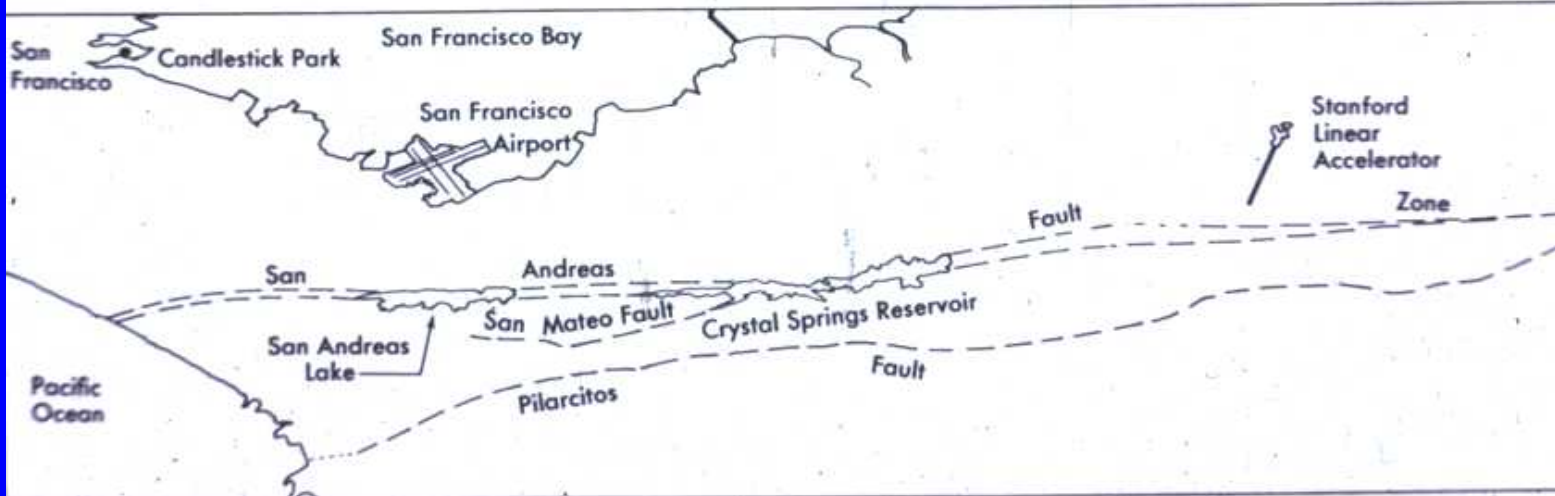 San
Francisco
Candlestick Park
San Francisco Bay
San Francisco
Airport
Stanford
Linear
Accelerator
San Andreas Fault Zone
San Mateo Fault
Crystal Springs Reservoir
San Andreas
Lake
Pilarcitos Fault
Pacific
Ocean